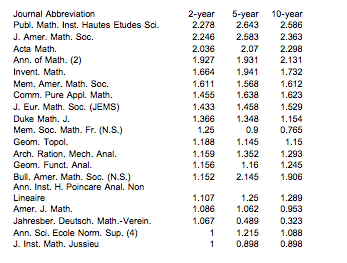 Journal Abbreviation 2-year 5-year 10-year
Publ. Math. Inst. Hautes Etudes Sci. 2.278 2.643 2.586
J. Amer. Math. Soc. 2.246 2.583 2.363
Acta Math. 2.036 2.07 2.298
Ann. of Math. (2) 1.927 1.931 2.131
Invent. Math. 1.664 1.941 1.732
Mem. Amer. Math. Soc. 1.611 1.568 1.612
Comm. Pure Appl. Math. 1.455 1.638 1.623
J. Eur. Math. Soc. (JEMS) 1.433 1.458 1.529
Duke Math. J. 1.366 1.348 1.154
Mem. Soc. Math. Fr. (N.S.) 1.25 0.9 0.765
Geom. Topol. 1.188 1.145 1.15
Arch. Ration. Mech. Anal. 1.159 1.352 1.293
Geom. Funct. Anal. 1.156 1.16 1.245
Bull. Amer. Math. Soc. (N.S.) 1.152 2.145 1.906
Ann. Inst. H. Poincare Anal. Non
Lineaire 1.107 1.25 1.289
Amer. J. Math. 1.086 1.062 0.953
Jahresber. Deutsch. Math.-Verein. 1.067 0.489 0.323
Ann. Sci. Ecole Norm. Sup. (4) 1 1.215 1.088
J. Inst. Math. Jussieu 1 0.898 0.898